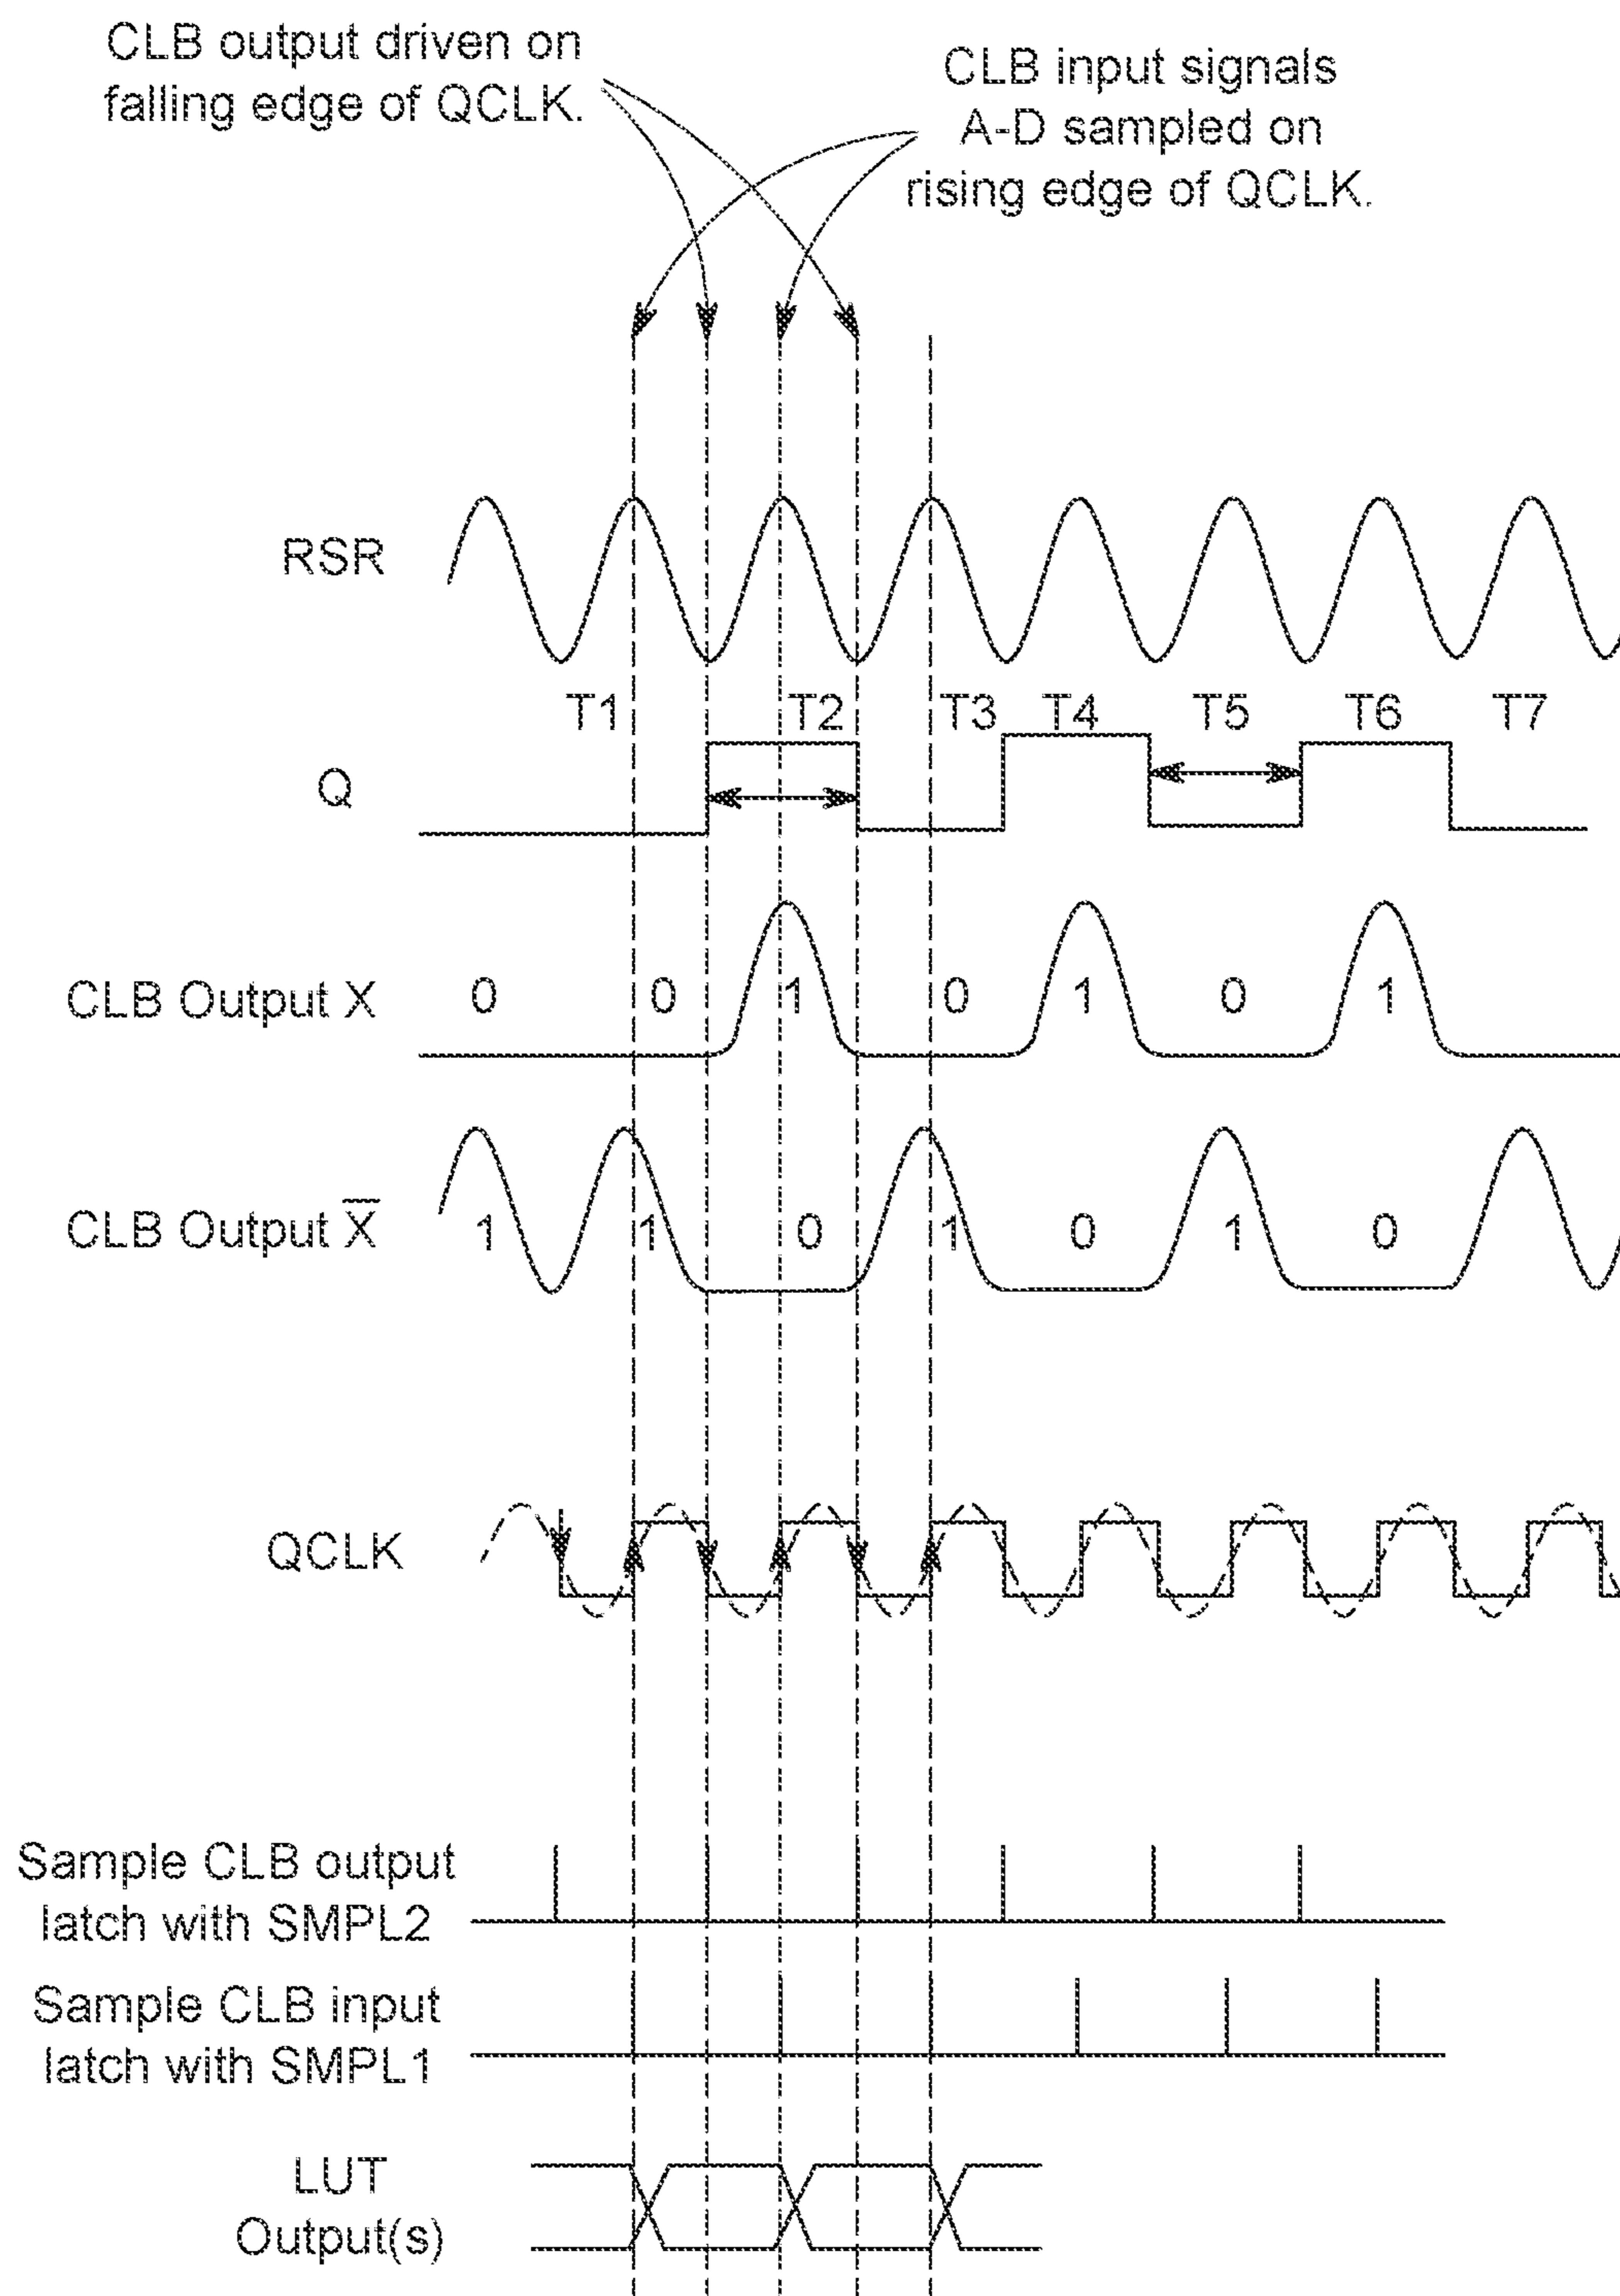 CLB output driven on
falling edge of QCLK.
CLB input signals
A-D sampled on
rising edge of QCLK.
RSR
T1 T2 T3 T4 T5 T6 T7
Q
CLB Output X 0 0 1 0 1 0 1
CLB Output X̅ 1 1 0 1 0 1 0
QCLK
Sample CLB output
latch with SMPL2
Sample CLB input
latch with SMPL1
LUT
Output(s)